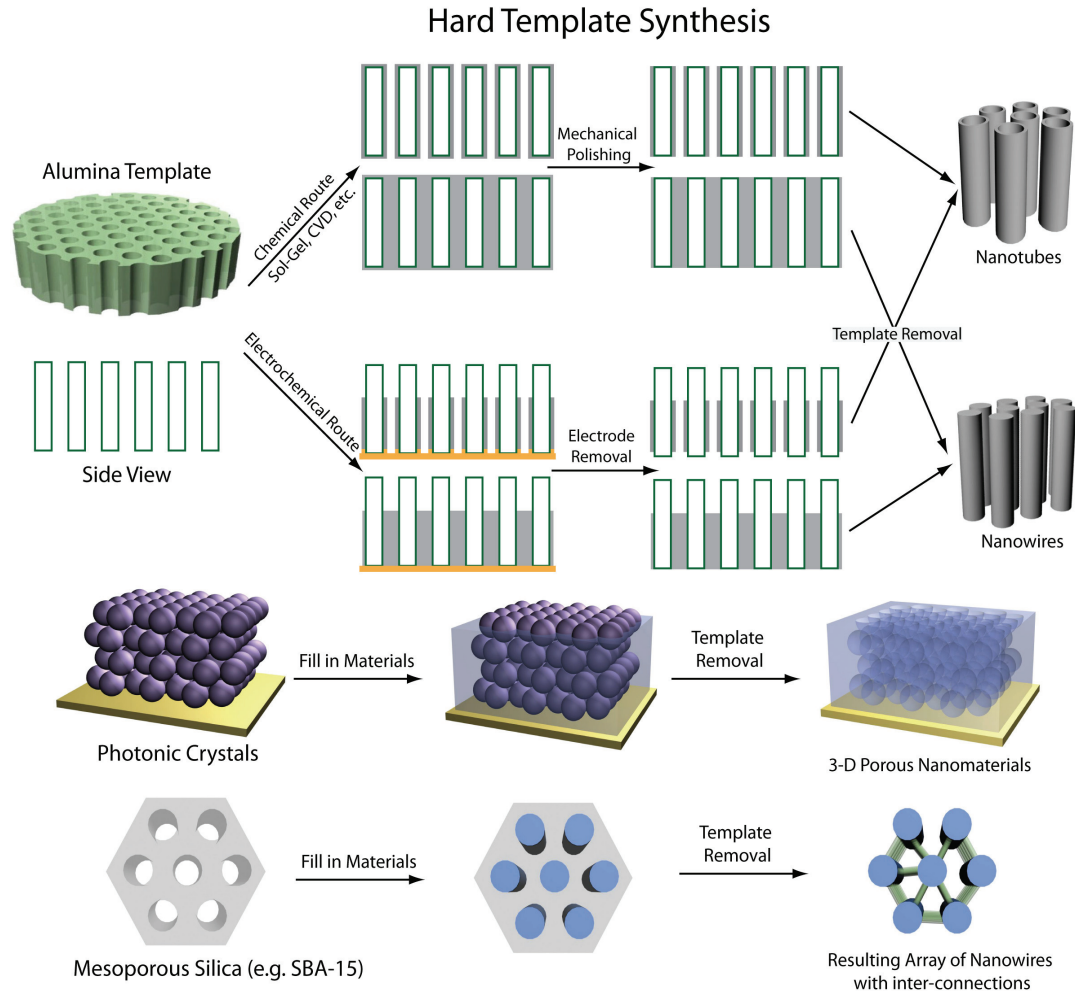 Hard Template Synthesis
Alumina Template
Chemical Route
Sol-Gel, CVD, etc.
Mechanical
Polishing
Nanotubes
Template Removal
Electrochemical Route
Side View
Electrode
Removal
Nanowires
Fill in Materials
Template
Removal
Photonic Crystals
3-D Porous Nanomaterials
Fill in Materials
Template
Removal
Mesoporous Silica (e.g. SBA-15)
Resulting Array of Nanowires
with inter-connections